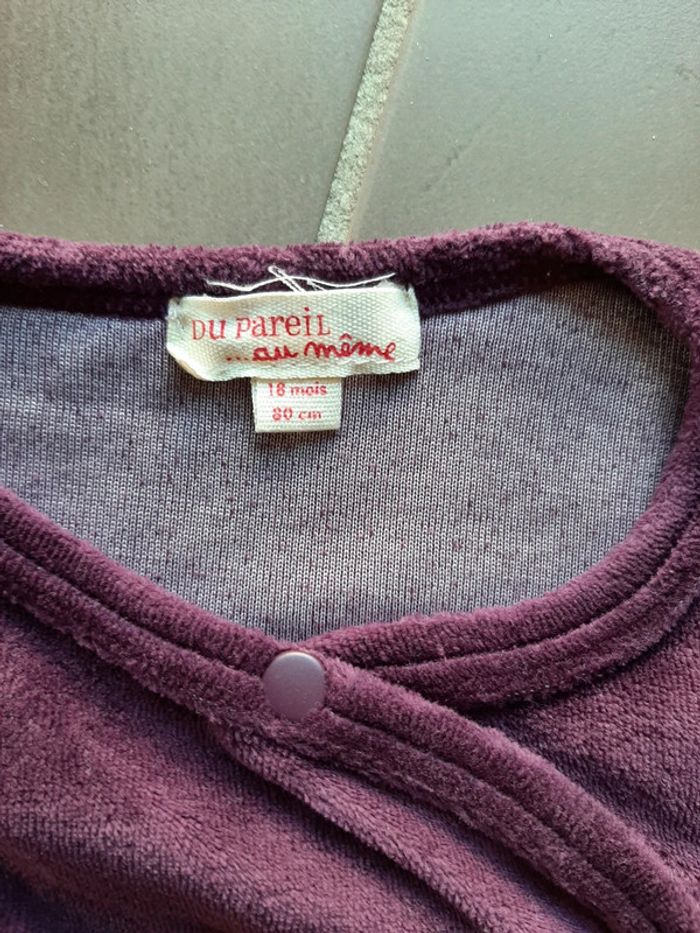 DU PareiL
...au même
18 mois
80 cm